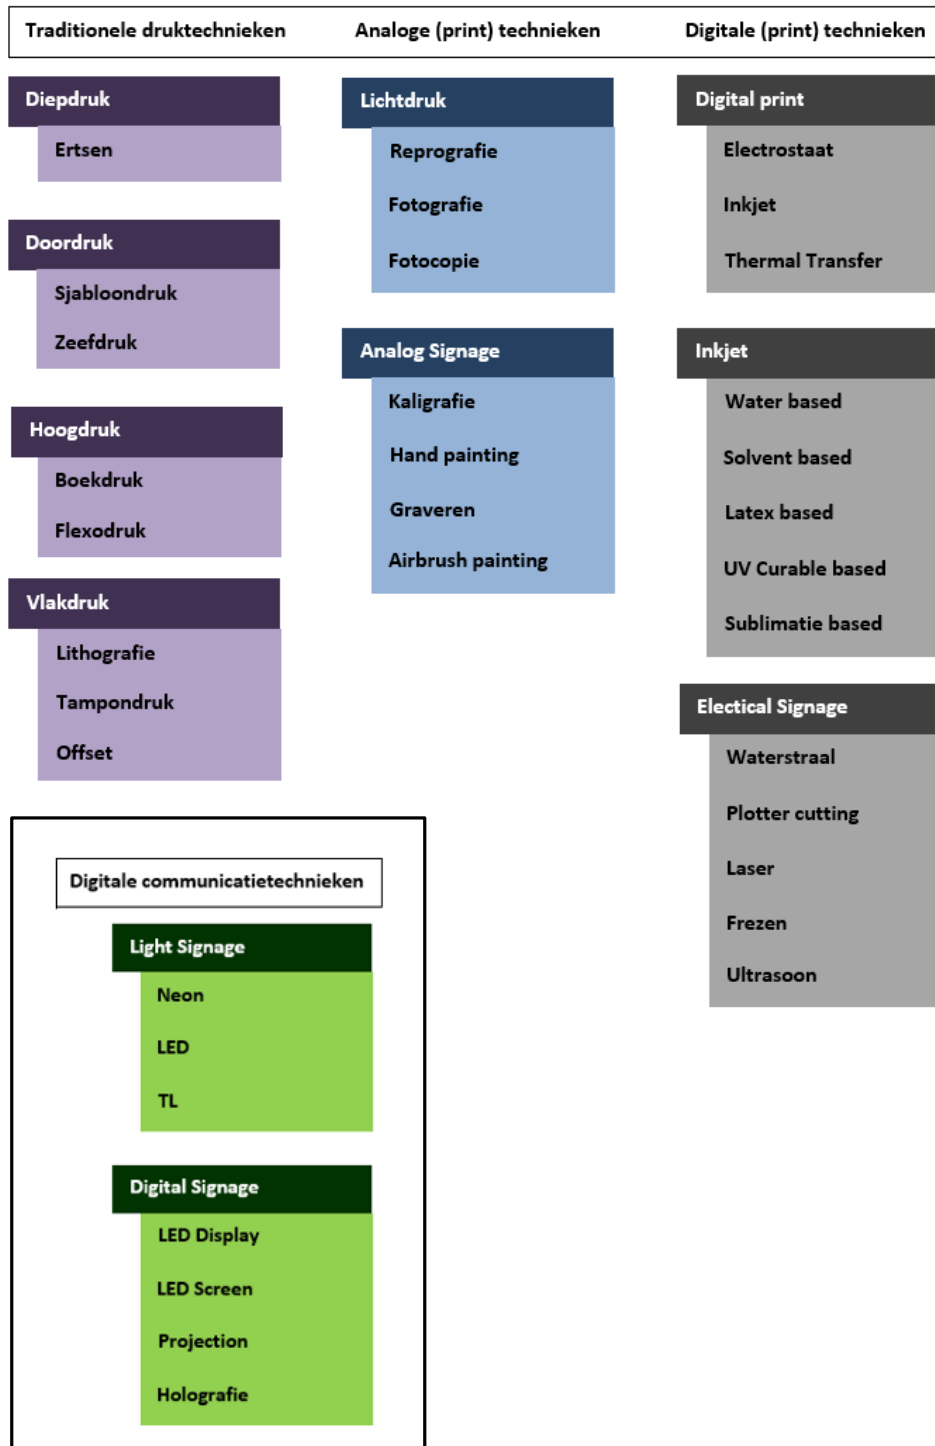 Traditionele druktechnieken
Analoge (print) technieken
Digitale (print) technieken
Diepdruk
Ertsen
Doordruk
Sjabloondruk
Zeefdruk
Hoogdruk
Boekdruk
Flexodruk
Vlakdruk
Lithografie
Tampondruk
Offset
Lichtdruk
Reprografie
Fotografie
Fotocopie
Analog Signage
Kaligrafie
Hand painting
Graveren
Airbrush painting
Digital print
Electrostaat
Inkjet
Thermal Transfer
Inkjet
Water based
Solvent based
Latex based
UV Curable based
Sublimatie based
Electical Signage
Waterstraal
Plotter cutting
Laser
Frezen
Ultrasoon
Digitale communicatietechnieken
Light Signage
Neon
LED
TL
Digital Signage
LED Display
LED Screen
Projection
Holografie